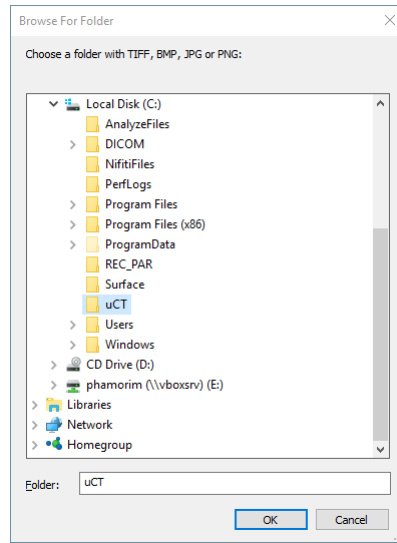 Browse For Folder
Choose a folder with TIFF, BMP, JPG or PNG:
Local Disk (C:)
AnalyzeFiles
DICOM
NifitiFiles
PerfLogs
Program Files
Program Files (x86)
ProgramData
REC_PAR
Surface
uCT
Users
Windows
CD Drive (D:)
phamorim (\\vboxsrv) (E:)
Libraries
Network
Homegroup
Folder: uCT
OK Cancel